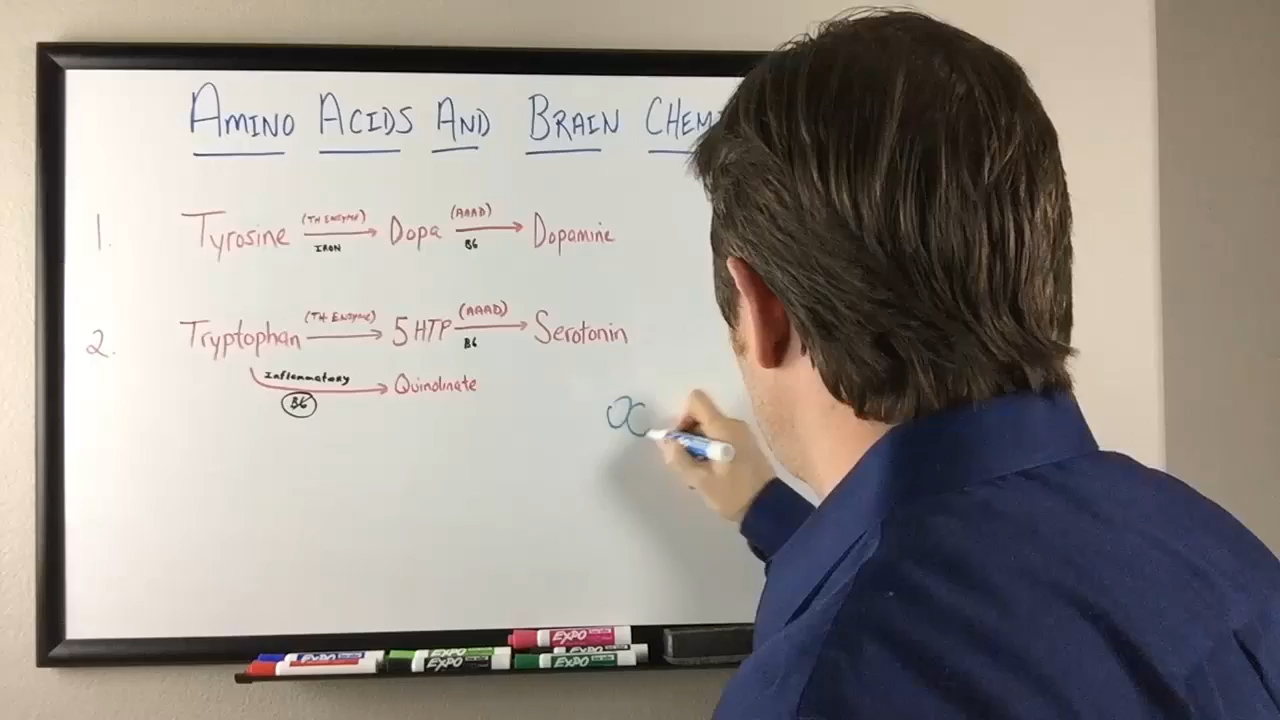 AMINO ACIDS AND BRAIN CHEM
1. Tyrosine (TH ENZYME) IRON Dopa (AAAD) B6 Dopamine
2. Tryptophan (TH ENZYME) 5 HTP (AAAD) B6 Serotonin
Inflammatory B6 Quinolinate
OC
EXPO EXPO EXPO
EXPO EXPO